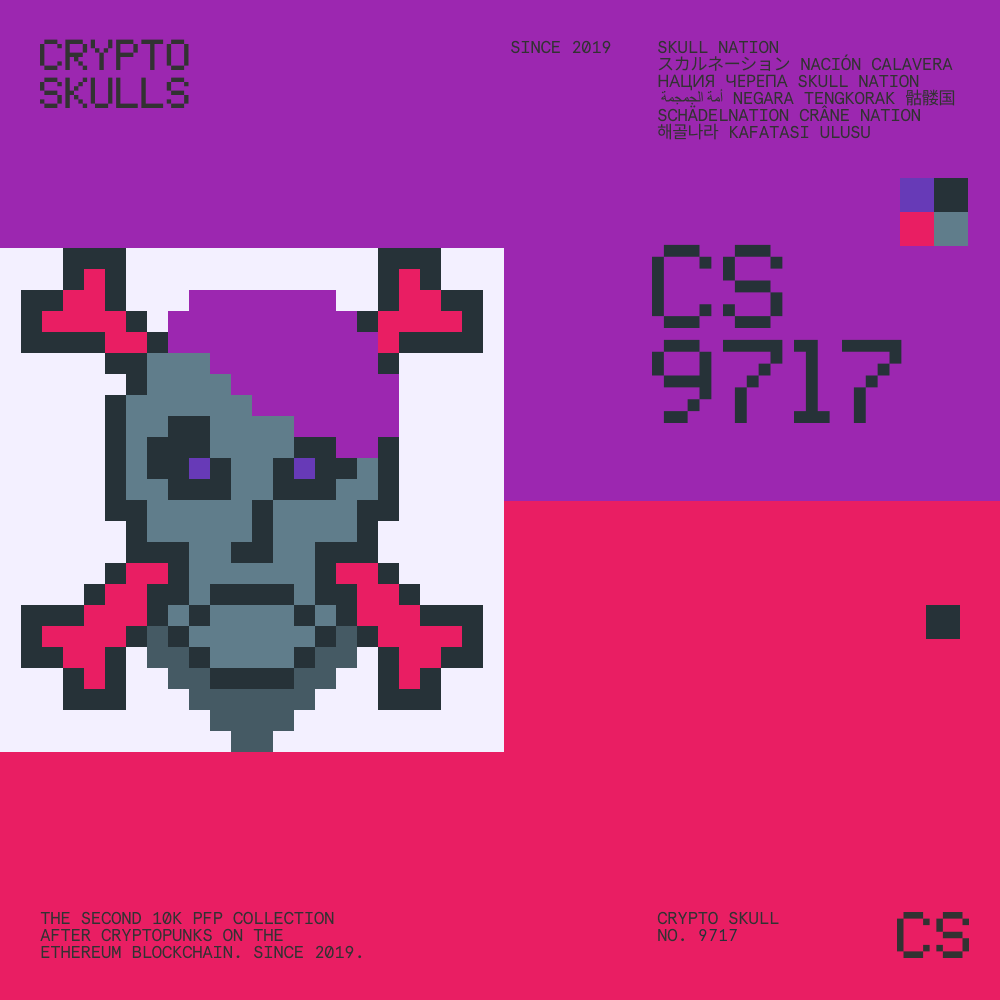 CRYPTO
SKULLS
SINCE 2019
SKULL NATION
スカルネーション NACIÓN CALAVERA
НАЦИЯ ЧЕРЕПА SKULL NATION
أمة الجمجمة NEGARA TENGKORAK 骷髅国
SCHÄDELNATION CRÂNE NATION
해골나라 KAFATASI ULUSU
CS
9717
THE SECOND 10K PFP COLLECTION
AFTER CRYPTOPUNKS ON THE
ETHEREUM BLOCKCHAIN. SINCE 2019.
CRYPTO SKULL
NO. 9717
CS